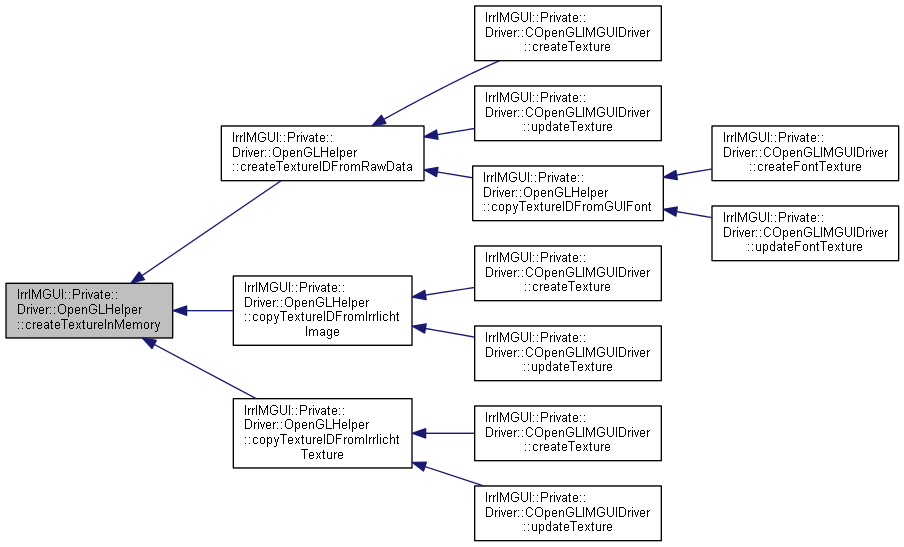 IrrIMGUI::Private::
Driver::COpenGLIMGUIDriver
::createTexture
IrrIMGUI::Private::
Driver::COpenGLIMGUIDriver
::updateTexture
IrrIMGUI::Private::
Driver::OpenGLHelper
::createTextureIDFromRawData
IrrIMGUI::Private::
Driver::COpenGLIMGUIDriver
::createFontTexture
IrrIMGUI::Private::
Driver::OpenGLHelper
::copyTextureIDFromGUIFont
IrrIMGUI::Private::
Driver::COpenGLIMGUIDriver
::updateFontTexture
IrrIMGUI::Private::
Driver::COpenGLIMGUIDriver
::createTexture
IrrIMGUI::Private::
Driver::OpenGLHelper
::createTextureInMemory
IrrIMGUI::Private::
Driver::OpenGLHelper
::copyTextureIDFromIrrlicht
Image
IrrIMGUI::Private::
Driver::COpenGLIMGUIDriver
::updateTexture
IrrIMGUI::Private::
Driver::OpenGLHelper
::copyTextureIDFromIrrlicht
Texture
IrrIMGUI::Private::
Driver::COpenGLIMGUIDriver
::createTexture
IrrIMGUI::Private::
Driver::COpenGLIMGUIDriver
::updateTexture